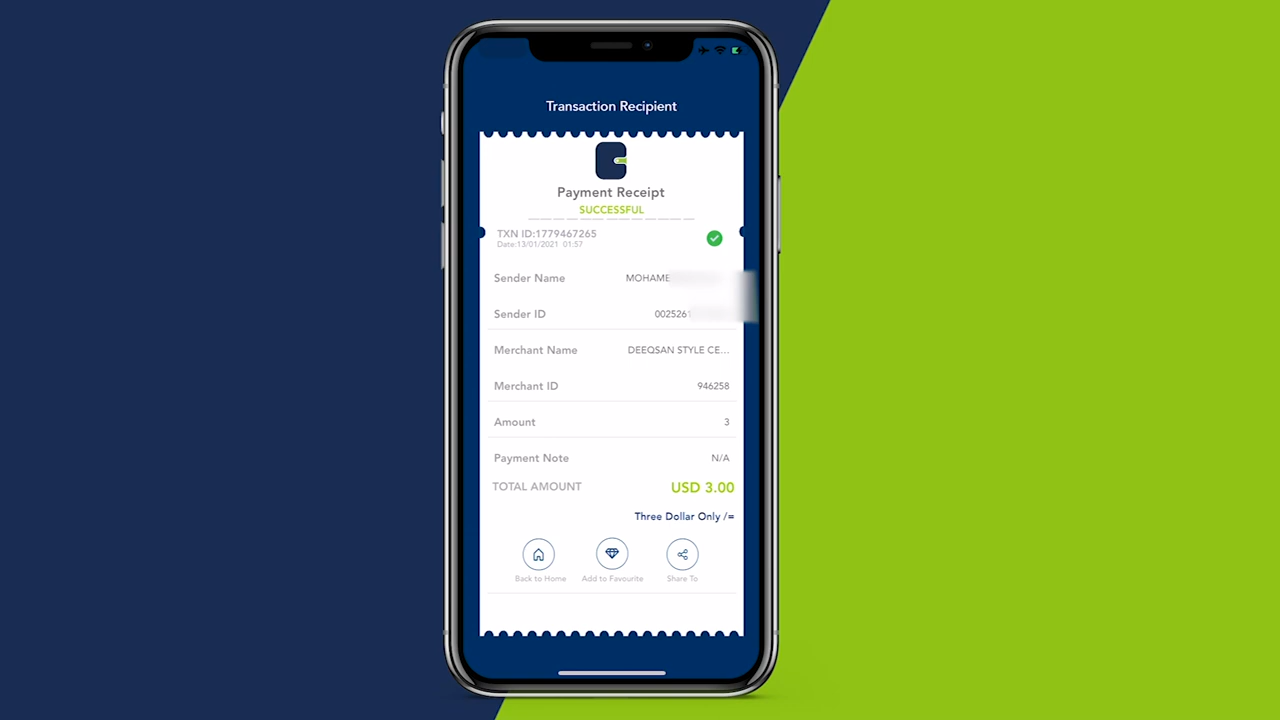 Transaction Recipient
Payment Receipt
SUCCESSFUL
TXN ID:1779467265
Date:13/01/2021 01:57
Sender Name
Sender ID 002526
Merchant Name DEEQSAN STYLE CE...
Merchant ID 946258
Amount 3
Payment Note N/A
TOTAL AMOUNT USD 3.00
Three Dollar Only /=
Back to Home Add to Favourite Share To